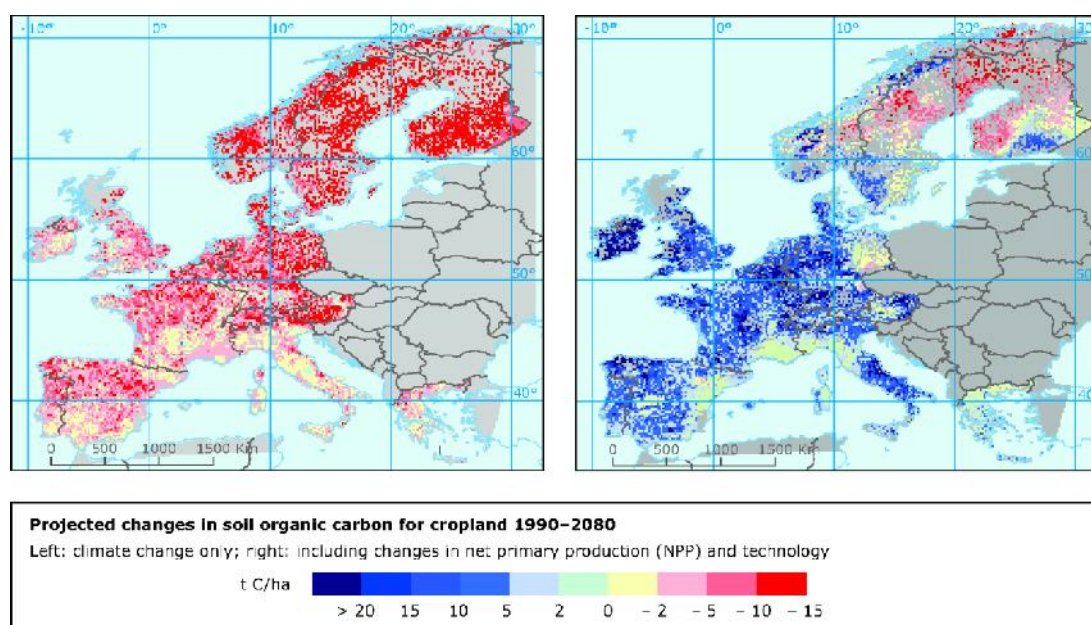 -10° 0° 10° 20° 30°
60°
50°
40°
0 500 1000 1500 Km
-10° 0° 10° 20° 30
60°
50°
40
0 500 1000 1500 Km
Projected changes in soil organic carbon for cropland 1990–2080
Left: climate change only; right: including changes in net primary production (NPP) and technology
t C/ha
> 20 15 10 5 2 0 – 2 – 5 – 10 – 15